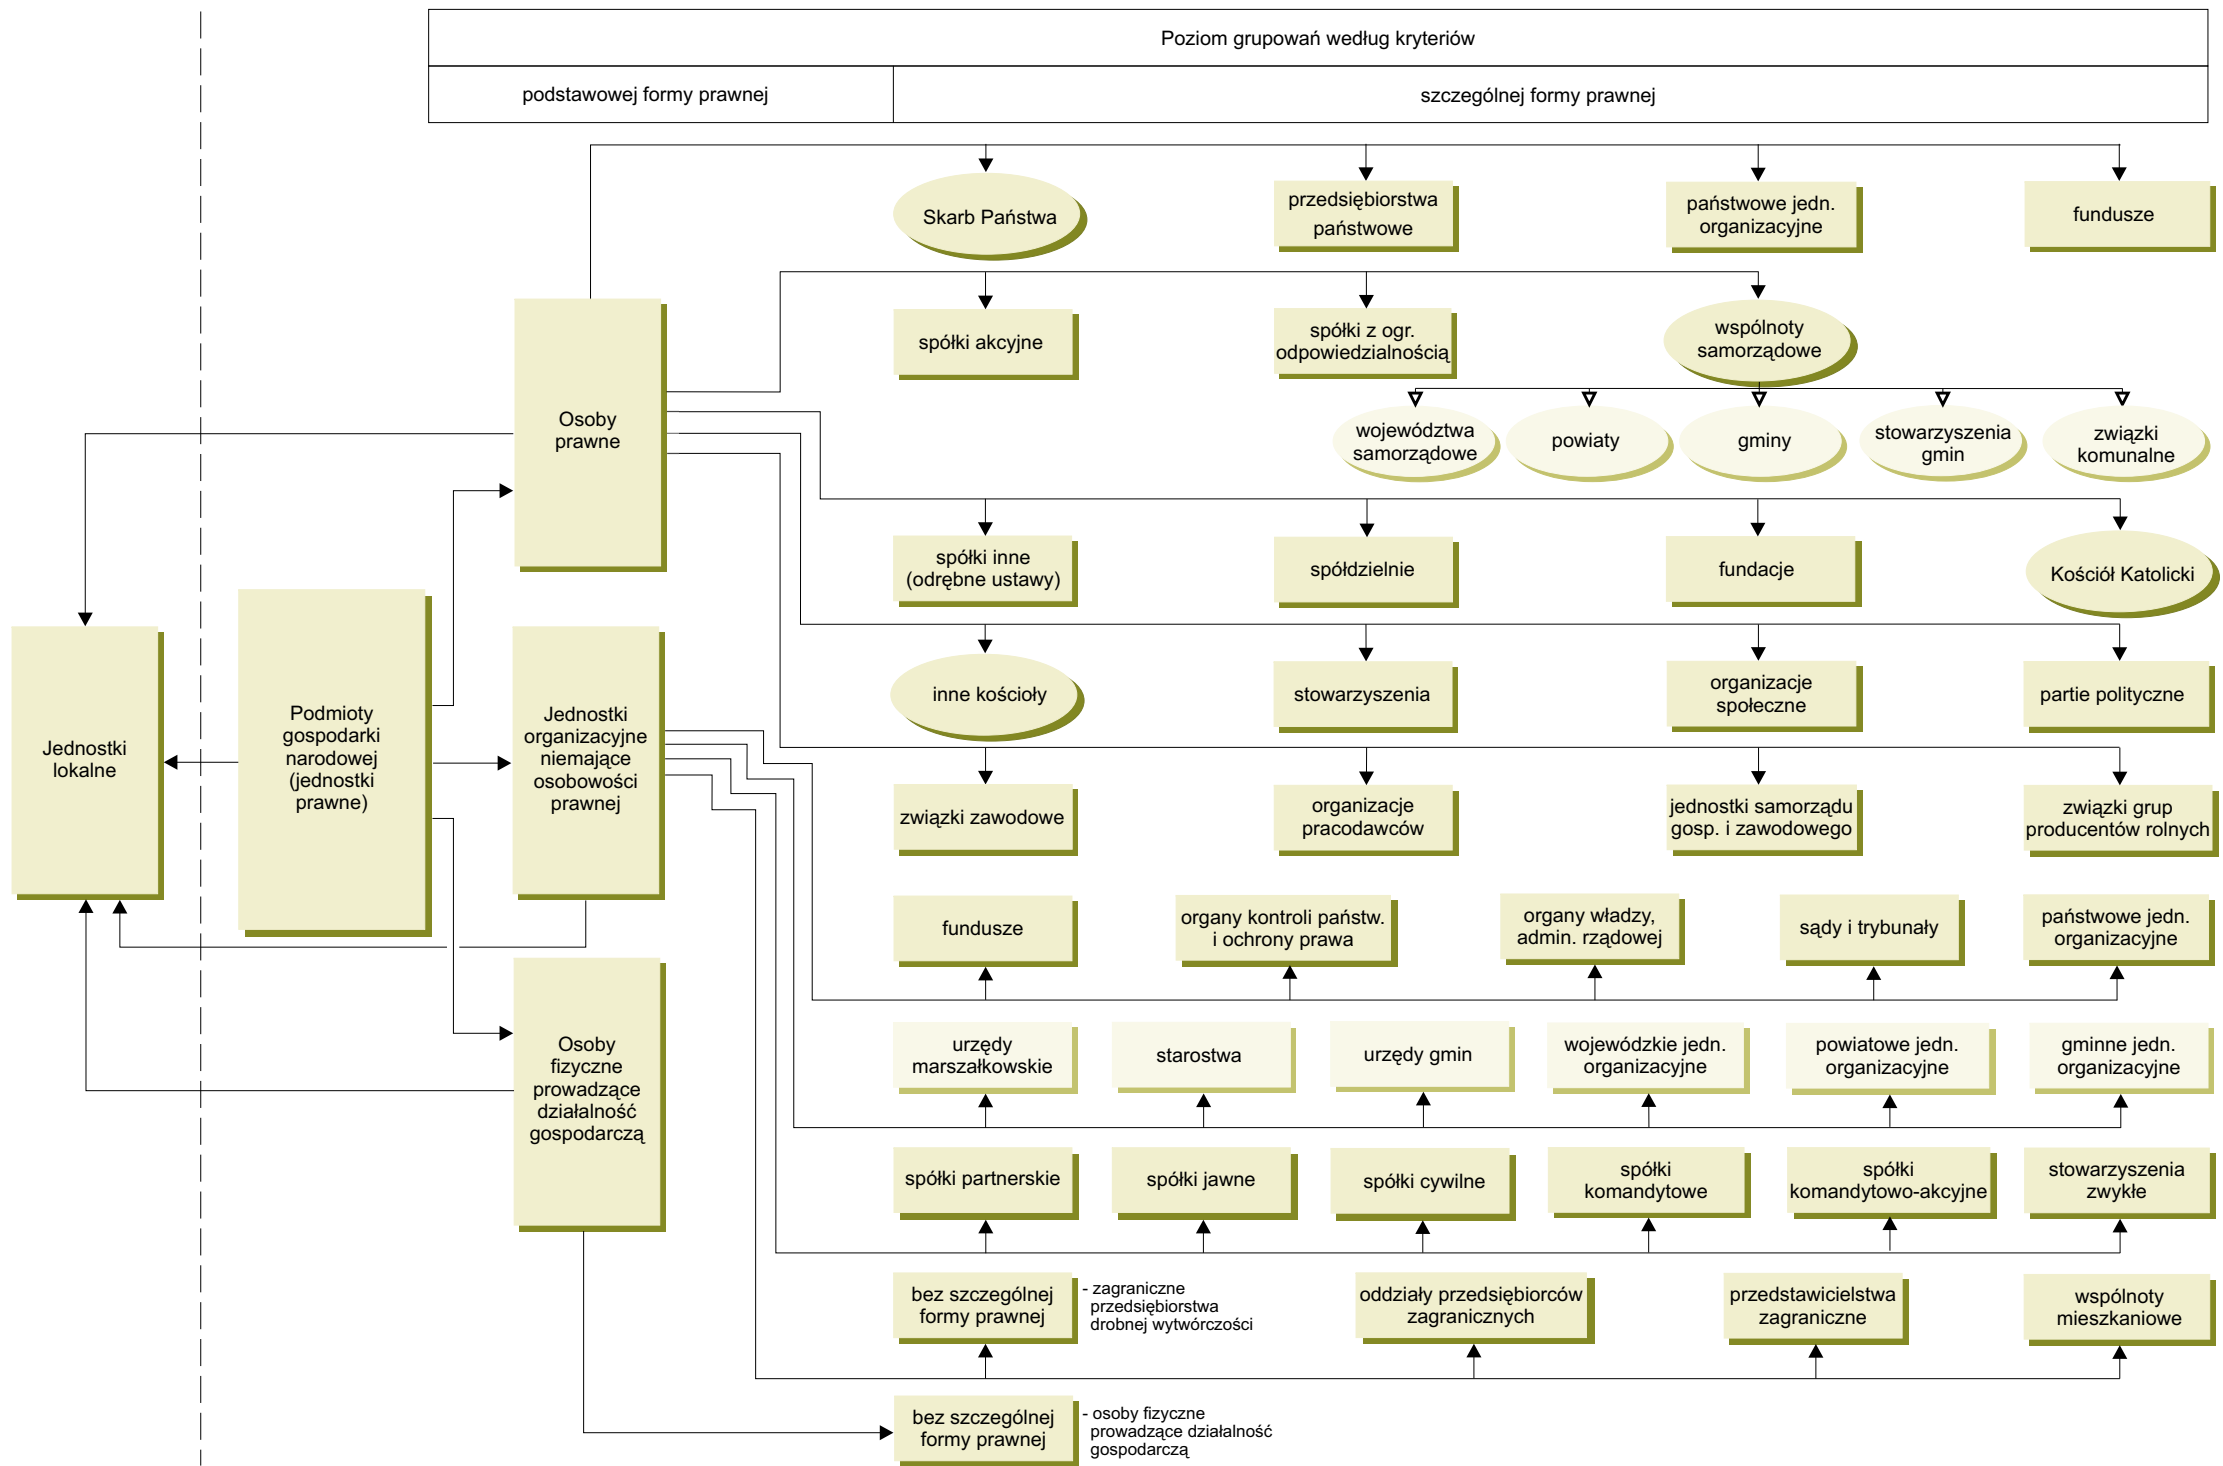 Poziom grupowań według kryteriów
podstawowej formy prawnej
szczególnej formy prawnej
Skarb Państwa
przedsiębiorstwa
państwowe
państwowe jedn.
organizacyjne
fundusze
spółki akcyjne
spółki z ogr.
odpowiedzialnością
wspólnoty
samorządowe
Osoby
prawne
województwa
samorządowe
powiaty
gminy
stowarzyszenia
gmin
związki
komunalne
spółki inne
(odrębne ustawy)
spółdzielnie
fundacje
Kościół Katolicki
inne kościoły
stowarzyszenia
organizacje
społeczne
partie polityczne
Jednostki
lokalne
Podmioty
gospodarki
narodowej
(jednostki
prawne)
Jednostki
organizacyjne
niemające
osobowości
prawnej
związki zawodowe
organizacje
pracodawców
jednostki samorządu
gosp. i zawodowego
związki grup
producentów rolnych
fundusze
organy kontroli państw.
i ochrony prawa
organy władzy,
admin. rządowej
sądy i trybunały
państwowe jedn.
organizacyjne
Osoby
fizyczne
prowadzące
działalność
gospodarczą
urzędy
marszałkowskie
starostwa
urzędy gmin
wojewódzkie jedn.
organizacyjne
powiatowe jedn.
organizacyjne
gminne jedn.
organizacyjne
spółki partnerskie
spółki jawne
spółki cywilne
spółki
komandytowe
spółki
komandytowo-akcyjne
stowarzyszenia
zwykłe
bez szczególnej
formy prawnej
- zagraniczne
przedsiębiorstwa
drobnej wytwórczości
oddziały przedsiębiorców
zagranicznych
przedstawicielstwa
zagraniczne
wspólnoty
mieszkaniowe
bez szczególnej
formy prawnej
- osoby fizyczne
prowadzące działalność
gospodarczą